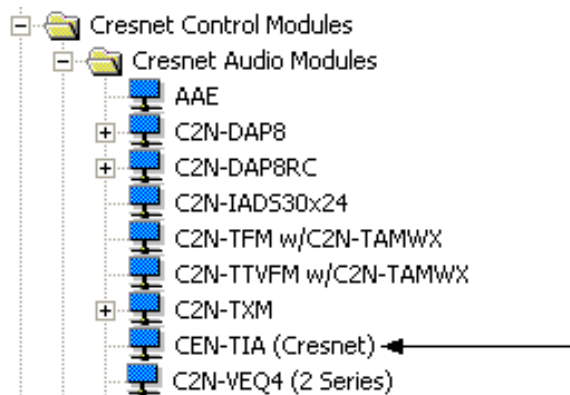 Cresnet Control Modules
Cresnet Audio Modules
AAE
C2N-DAP8
C2N-DAP8RC
C2N-IADS30x24
C2N-TFM w/C2N-TAMWX
C2N-TTVFM w/C2N-TAMWX
C2N-TXM
CEN-TIA (Cresnet)
C2N-VEQ4 (2 Series)